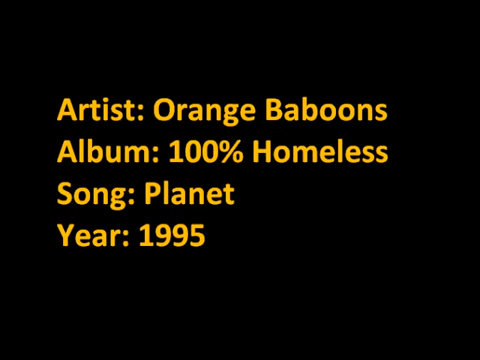 Artist: Orange Baboons
Album: 100% Homeless
Song: Planet
Year: 1995